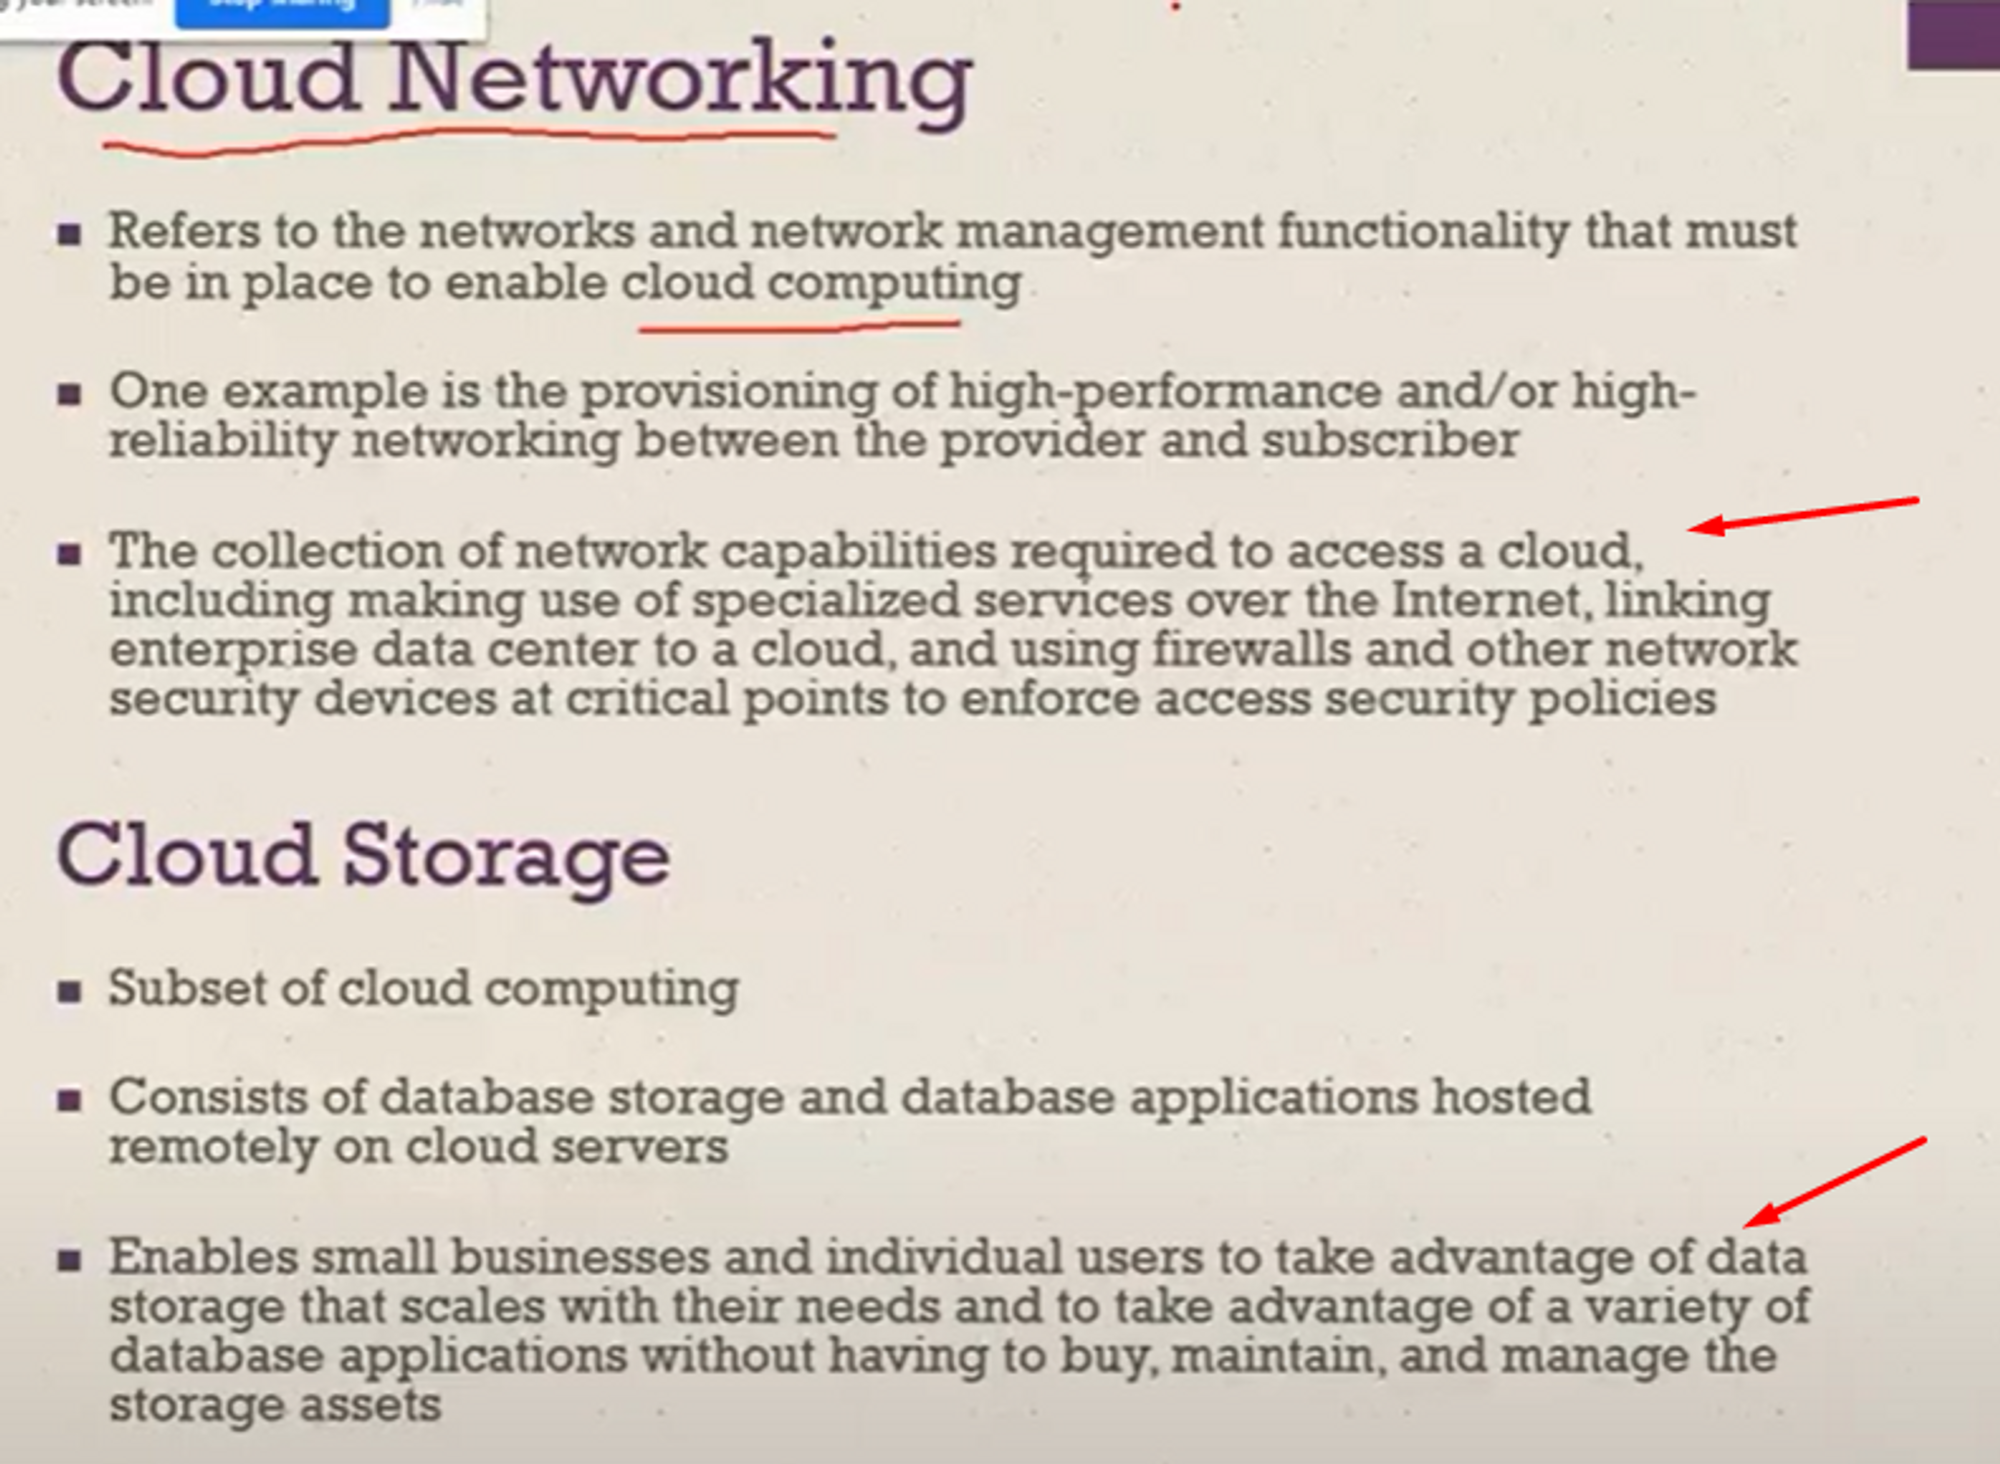 Cloud Networking
■ Refers to the networks and network management functionality that must
be in place to enable cloud computing
■ One example is the provisioning of high-performance and/or high-
reliability networking between the provider and subscriber
■ The collection of network capabilities required to access a cloud,
including making use of specialized services over the Internet, linking
enterprise data center to a cloud, and using firewalls and other network
security devices at critical points to enforce access security policies
Cloud Storage
■ Subset of cloud computing
■ Consists of database storage and database applications hosted
remotely on cloud servers
■ Enables small businesses and individual users to take advantage of data
storage that scales with their needs and to take advantage of a variety of
database applications without having to buy, maintain, and manage the
storage assets